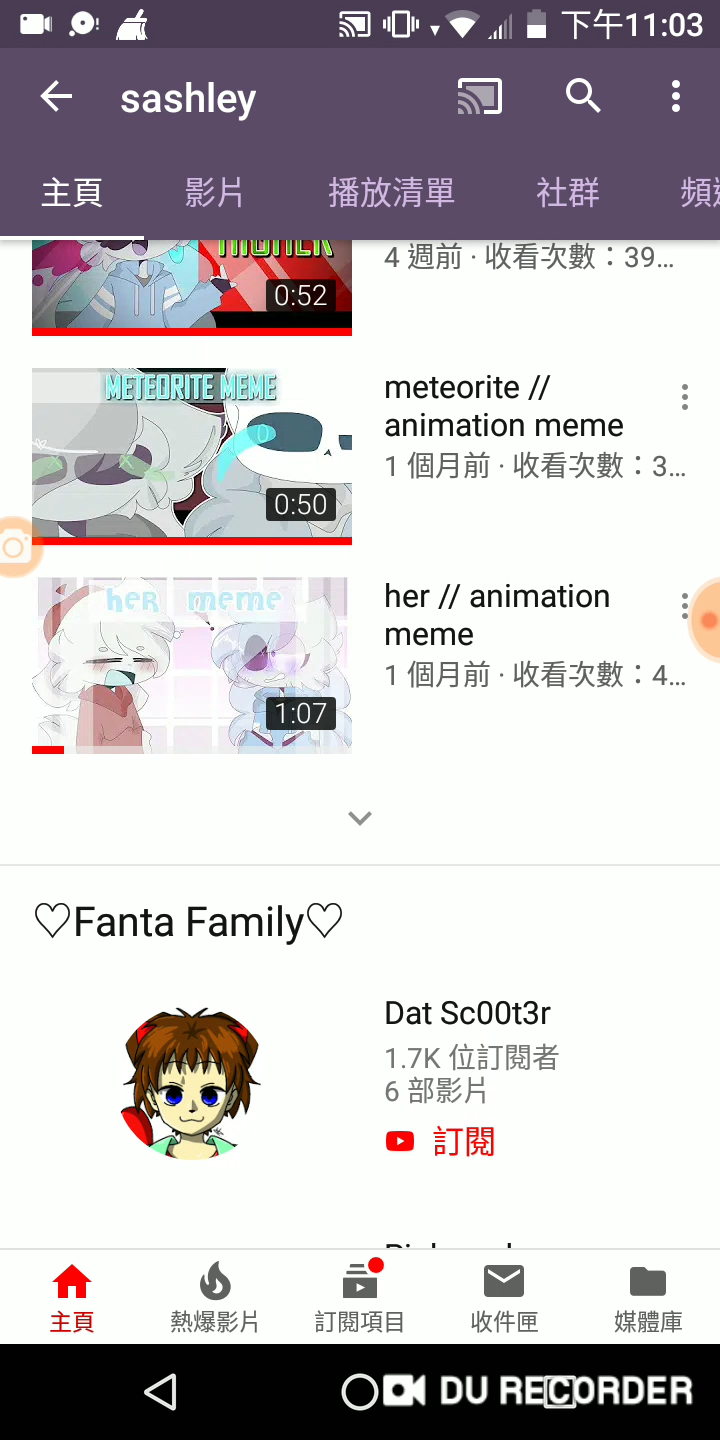 下午11:03
sashley
主頁 影片 播放清單 社群
HIGHER
4 週前 · 收看次數：39...
0:52
METEORITE MEME
meteorite //
animation meme
1 個月前 · 收看次數：3...
0:50
her meme
her // animation
meme
1 個月前 · 收看次數：4...
1:07
♡Fanta Family♡
Dat Sc00t3r
1.7K 位訂閱者
6 部影片
訂閱
主頁 熱爆影片 訂閱項目 收件匣 媒體庫
DU RECORDER